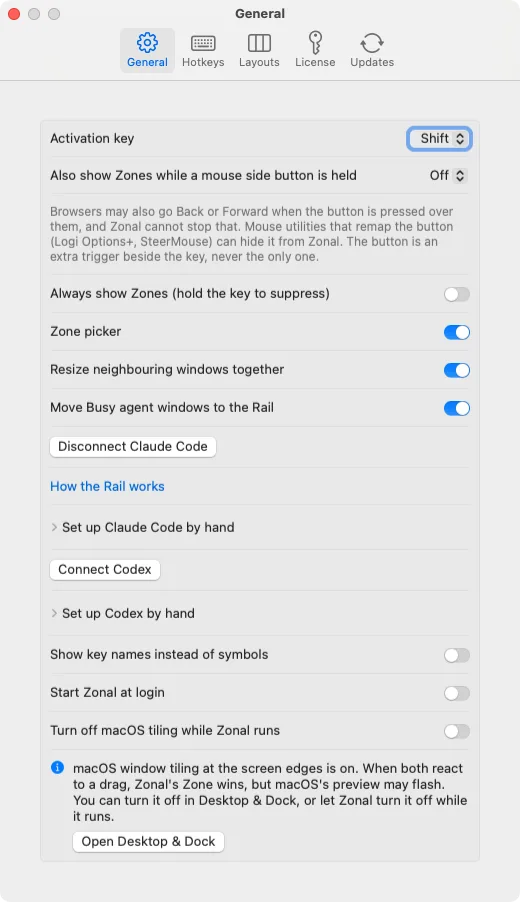 General
General
Hotkeys
Layouts
License
Updates
Activation key
Shift
Also show Zones while a mouse side button is held
Off
Browsers may also go Back or Forward when the button is pressed over
them, and Zonal cannot stop that. Mouse utilities that remap the button
(Logi Options+, SteerMouse) can hide it from Zonal. The button is an
extra trigger beside the key, never the only one.
Always show Zones (hold the key to suppress)
Zone picker
Resize neighbouring windows together
Move Busy agent windows to the Rail
Disconnect Claude Code
How the Rail works
Set up Claude Code by hand
Connect Codex
Set up Codex by hand
Show key names instead of symbols
Start Zonal at login
Turn off macOS tiling while Zonal runs
macOS window tiling at the screen edges is on. When both react
to a drag, Zonal's Zone wins, but macOS's preview may flash.
You can turn it off in Desktop & Dock, or let Zonal turn it off while
it runs.
Open Desktop & Dock